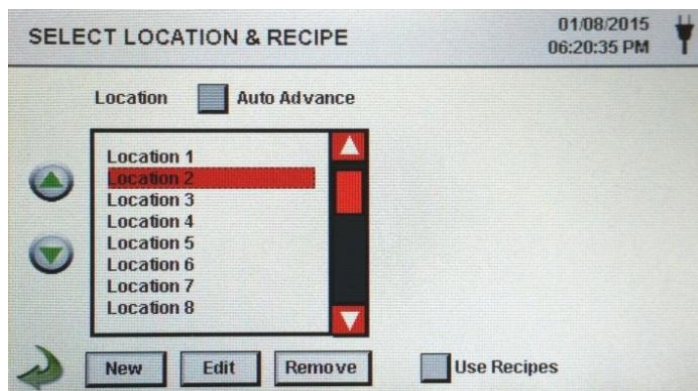 SELECT LOCATION & RECIPE
01/08/2015
06:20:35 PM
Location
Auto Advance
Location 1
Location 2
Location 3
Location 4
Location 5
Location 6
Location 7
Location 8
New
Edit
Remove
Use Recipes